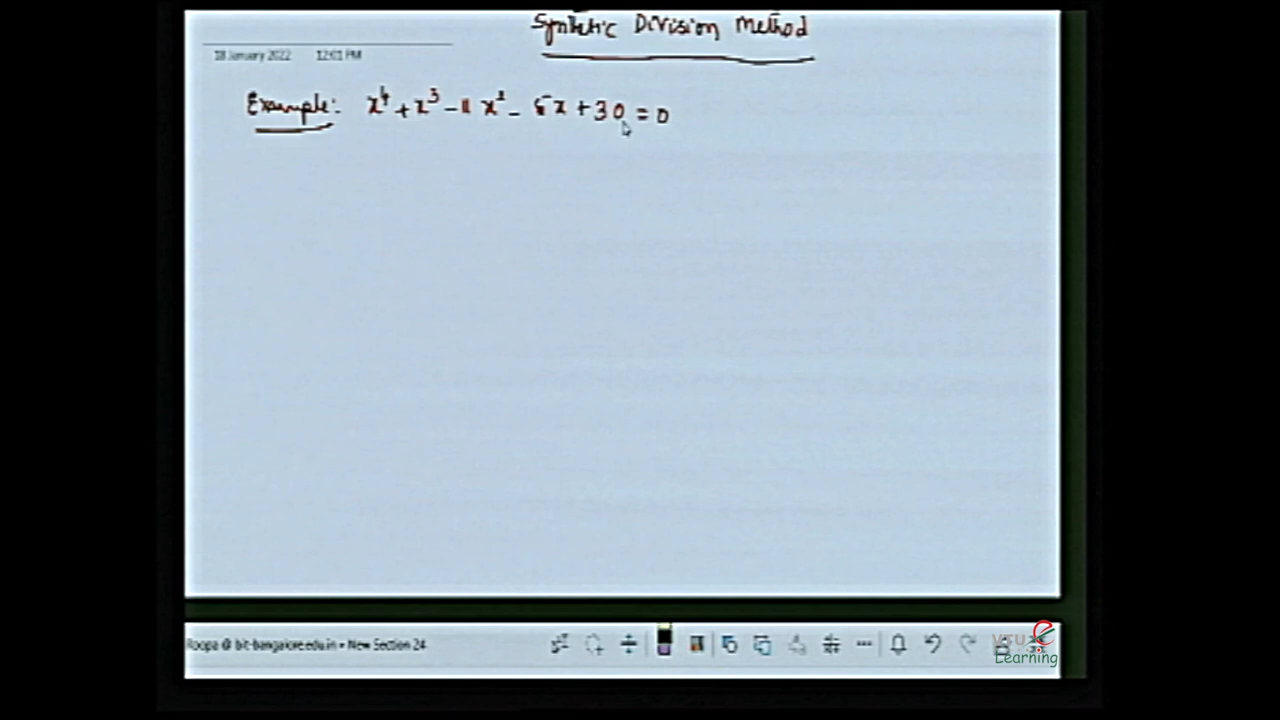 Synthetic Division Method
18 January 2022 12:01 PM
Example: x⁴ + x³ - 11x² - 5x + 30 = 0
Roopa @ bit-bangalore.edu.in • New Section 24
VTU e
Learning